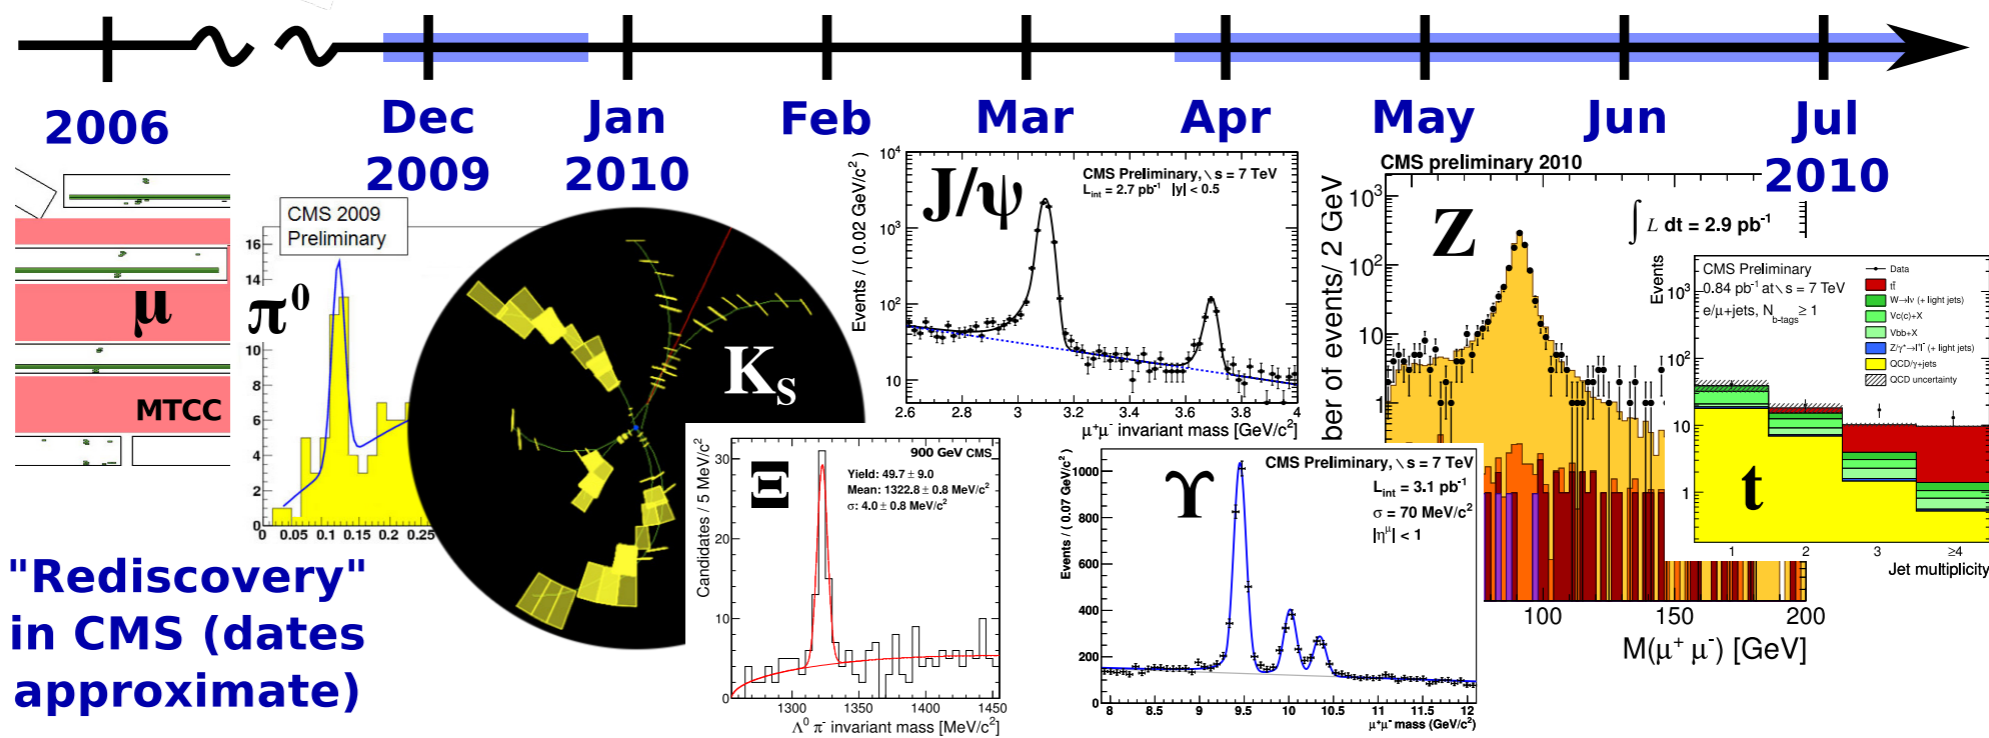 2006
Dec
2009
Jan
2010
Feb
Mar
Apr
May
Jun
Jul
2010
μ
MTCC
CMS 2009
Preliminary
π⁰
16
14
12
10
8
6
4
2
0
0 0.05 0.1 0.15 0.2 0.25
K_S
J/ψ
CMS Preliminary, √s = 7 TeV
L_int = 2.7 pb⁻¹ |y| < 0.5
Events / ( 0.02 GeV/c² )
10⁴
10³
10²
10
2.6 2.8 3 3.2 3.4 3.6 3.8 4
μ⁺μ⁻ invariant mass [GeV/c²]
Ξ
900 GeV CMS
Yield: 49.7 ± 9.0
Mean: 1322.8 ± 0.8 MeV/c²
σ: 4.0 ± 0.8 MeV/c²
Candidates / 5 MeV/c²
30
20
10
0
1300 1350 1400 1450
Λ⁰ π⁻ invariant mass [MeV/c²]
ϒ
CMS Preliminary, √s = 7 TeV
L_int = 3.1 pb⁻¹
σ = 70 MeV/c²
|η^μ| < 1
Events / ( 0.07 GeV/c² )
1000
800
600
400
200
0
8 8.5 9 9.5 10 10.5 11 11.5 12
μ⁺μ⁻ mass (GeV/c²)
CMS preliminary 2010
Z
∫ L dt = 2.9 pb⁻¹
ber of events/ 2 GeV
10³
10²
10
1
100 150 200
M(μ⁺ μ⁻) [GeV]
CMS Preliminary
0.84 pb⁻¹ at √s = 7 TeV
e/μ+jets, N_b-tags ≥ 1
Data
tt̄
W→lν (+ light jets)
Vc(c)+X
Vbb+X
Z/γ*→l⁺l⁻ (+ light jets)
QCD/γ+jets
QCD uncertainty
Events
10³
10²
10
1
t
1 2 3 ≥4
Jet multiplicity
"Rediscovery"
in CMS (dates
approximate)